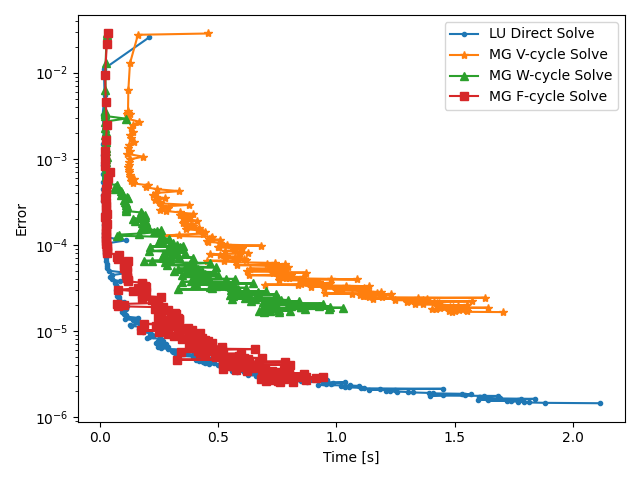 LU Direct Solve
MG V-cycle Solve
MG W-cycle Solve
MG F-cycle Solve
10⁻²
10⁻³
10⁻⁴
10⁻⁵
10⁻⁶
Error
0.0 0.5 1.0 1.5 2.0
Time [s]